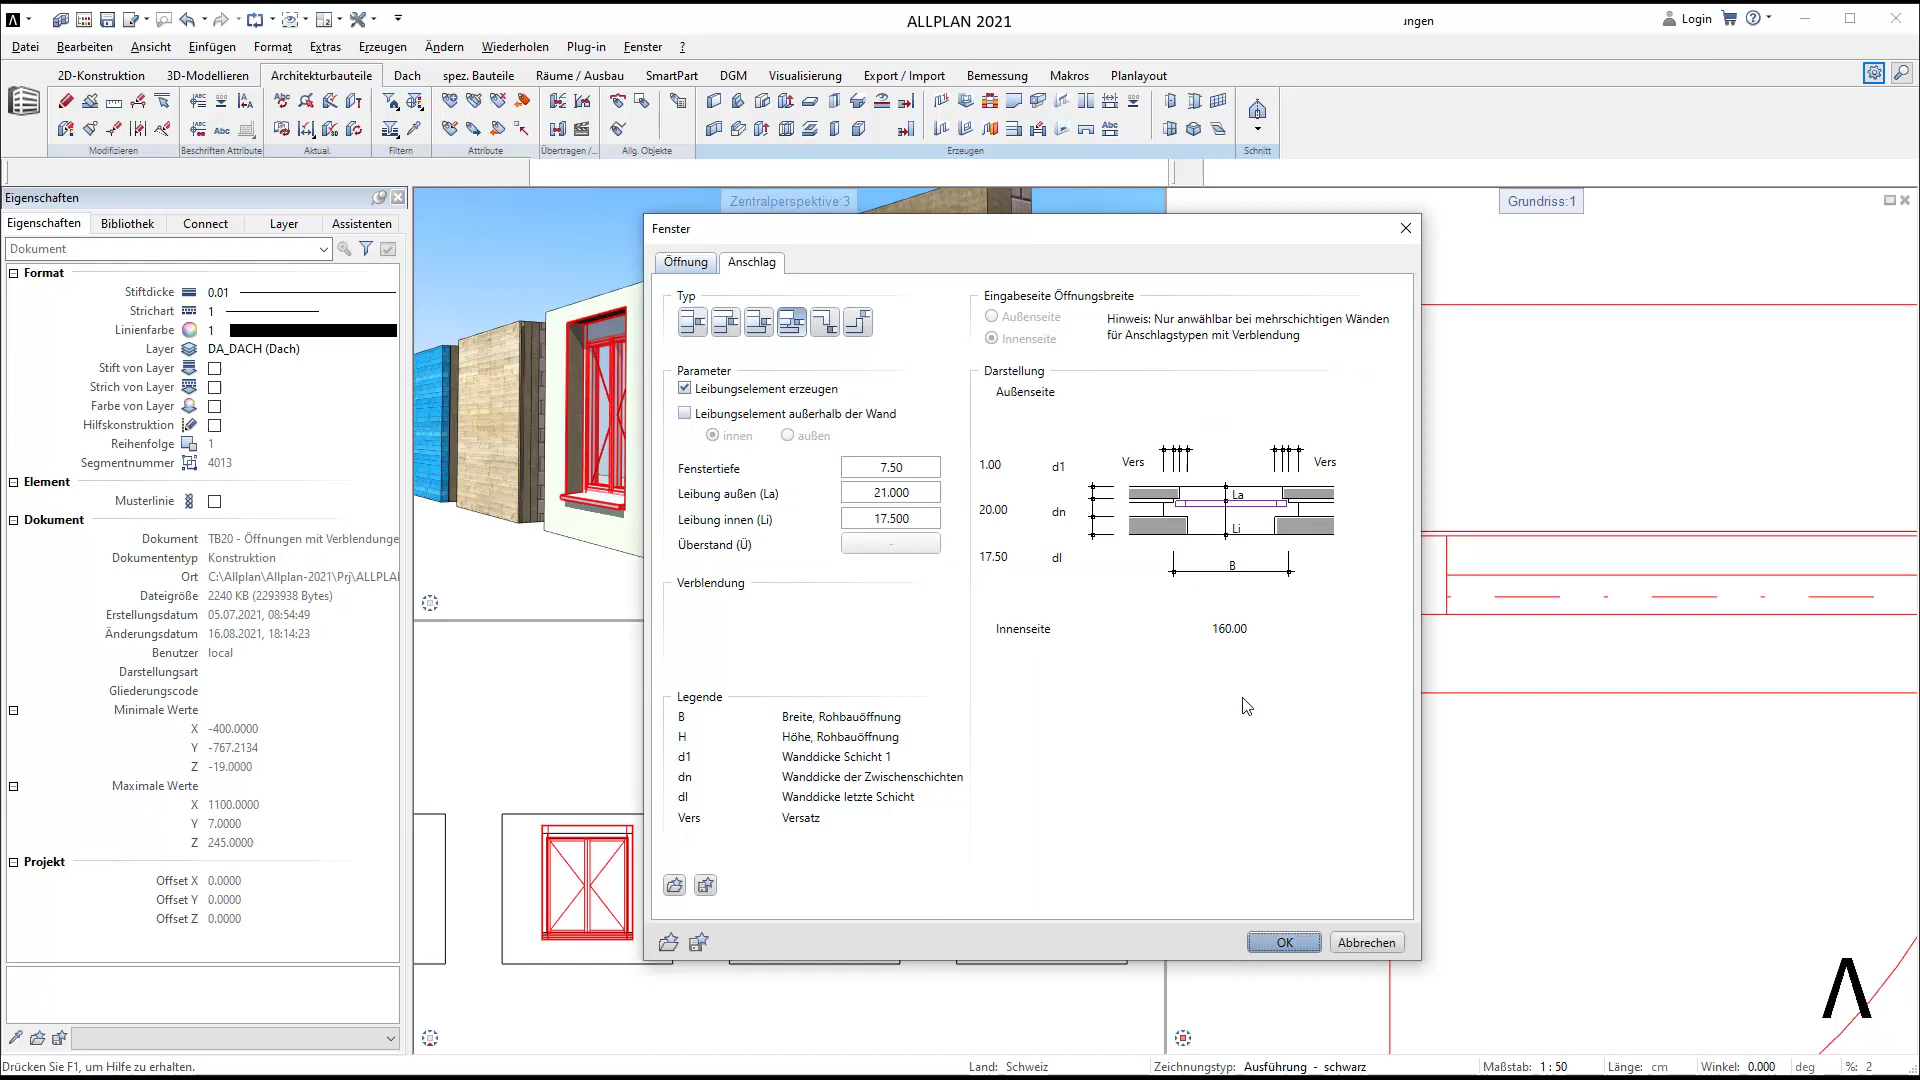 ALLPLAN 2021
ungen
Login
Datei Bearbeiten Ansicht Einfügen Format Extras Erzeugen Ändern Wiederholen Plug-in Fenster ?
2D-Konstruktion 3D-Modellieren Architekturbauteile Dach spez. Bauteile Räume / Ausbau SmartPart DGM Visualisierung Export / Import Bemessung Makros Planlayout
Modifizieren Beschriften Attribute Aktual. Filtern Attribute Übertragen /... Allg. Objekte Erzeugen Schnitt
Eigenschaften
Eigenschaften Bibliothek Connect Layer Assistenten
Dokument
Format
Stiftdicke 0.01
Strichart 1
Linienfarbe 1
Layer DA_DACH (Dach)
Stift von Layer
Strich von Layer
Farbe von Layer
Hilfskonstruktion
Reihenfolge 1
Segmentnummer 4013
Element
Musterlinie
Dokument
Dokument TB20 - Öffnungen mit Verblendunge
Dokumententyp Konstruktion
Ort C:\Allplan\Allplan-2021\Prj\ALLPLA
Dateigröße 2240 KB (2293938 Bytes)
Erstellungsdatum 05.07.2021, 08:54:49
Änderungsdatum 16.08.2021, 18:14:23
Benutzer local
Darstellungsart
Gliederungscode
Minimale Werte
X -400.0000
Y -767.2134
Z -19.0000
Maximale Werte
X 1100.0000
Y 7.0000
Z 245.0000
Projekt
Offset X 0.0000
Offset Y 0.0000
Offset Z 0.0000
Zentralperspektive:3
Grundriss:1
Fenster
Öffnung Anschlag
Typ
Parameter
Leibungselement erzeugen
Leibungselement außerhalb der Wand
innen außen
Fenstertiefe 7.50
Leibung außen (La) 21.000
Leibung innen (Li) 17.500
Überstand (Ü) -
Verblendung
Legende
B Breite, Rohbauöffnung
H Höhe, Rohbauöffnung
d1 Wanddicke Schicht 1
dn Wanddicke der Zwischenschichten
dl Wanddicke letzte Schicht
Vers Versatz
Eingabeseite Öffnungsbreite
Außenseite
Innenseite
Hinweis: Nur anwählbar bei mehrschichtigen Wänden
für Anschlagstypen mit Verblendung
Darstellung
Außenseite
Vers Vers
1.00 d1
La
20.00 dn
Li
17.50 dl
B
Innenseite 160.00
OK Abbrechen
Drücken Sie F1, um Hilfe zu erhalten.
Land: Schweiz Zeichnungstyp: Ausführung - schwarz Maßstab: 1 : 50 Länge: cm Winkel: 0.000 deg %: 2